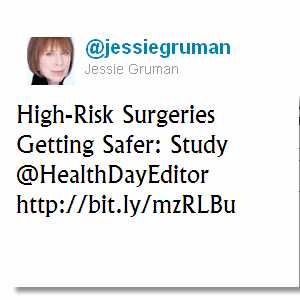 @jessiegruman
Jessie Gruman
High-Risk Surgeries
Getting Safer: Study
@HealthDayEditor
http://bit.ly/mzRLBu